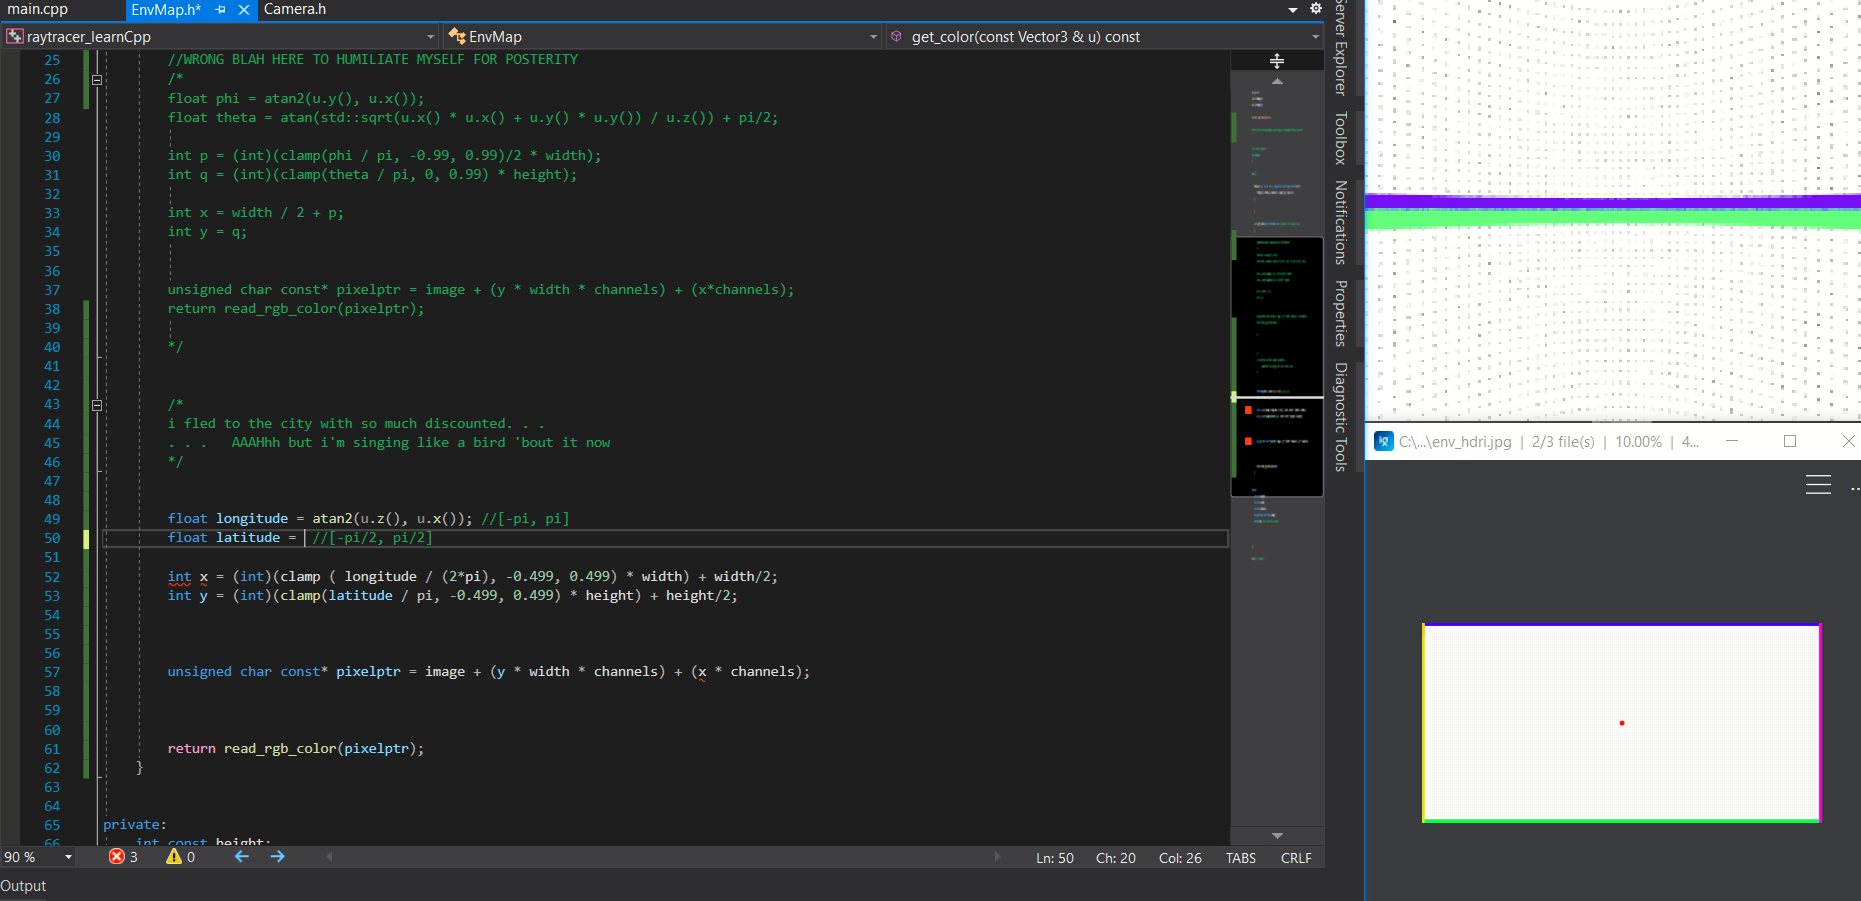 main.cpp
EnvMap.h*
Camera.h
raytracer_learnCpp
EnvMap
get_color(const Vector3 & u) const
25 //WRONG BLAH HERE TO HUMILIATE MYSELF FOR POSTERITY
26 /*
27 float phi = atan2(u.y(), u.x());
28 float theta = atan(std::sqrt(u.x() * u.x() + u.y() * u.y()) / u.z()) + pi/2;
29
30 int p = (int)(clamp(phi / pi, -0.99, 0.99)/2 * width);
31 int q = (int)(clamp(theta / pi, 0, 0.99) * height);
32
33 int x = width / 2 + p;
34 int y = q;
35
36
37 unsigned char const* pixelptr = image + (y * width * channels) + (x*channels);
38 return read_rgb_color(pixelptr);
39
40 */
41
42
43 /*
44 i fled to the city with so much discounted. . .
45 . . .   AAAHhh but i'm singing like a bird 'bout it now
46 */
47
48
49 float longitude = atan2(u.z(), u.x()); //[-pi, pi]
50 float latitude = //[-pi/2, pi/2]
51
52 int x = (int)(clamp ( longitude / (2*pi), -0.499, 0.499) * width) + width/2;
53 int y = (int)(clamp(latitude / pi, -0.499, 0.499) * height) + height/2;
54
55
56
57 unsigned char const* pixelptr = image + (y * width * channels) + (x * channels);
58
59
60
61 return read_rgb_color(pixelptr);
62 }
63
64
65 private:
66 int const height;
90 %
3
0
Ln: 50
Ch: 20
Col: 26
TABS
CRLF
Output
Server Explorer
Toolbox
Notifications
Properties
Diagnostic Tools
C:\...\env_hdri.jpg | 2/3 file(s) | 10.00% | 4...